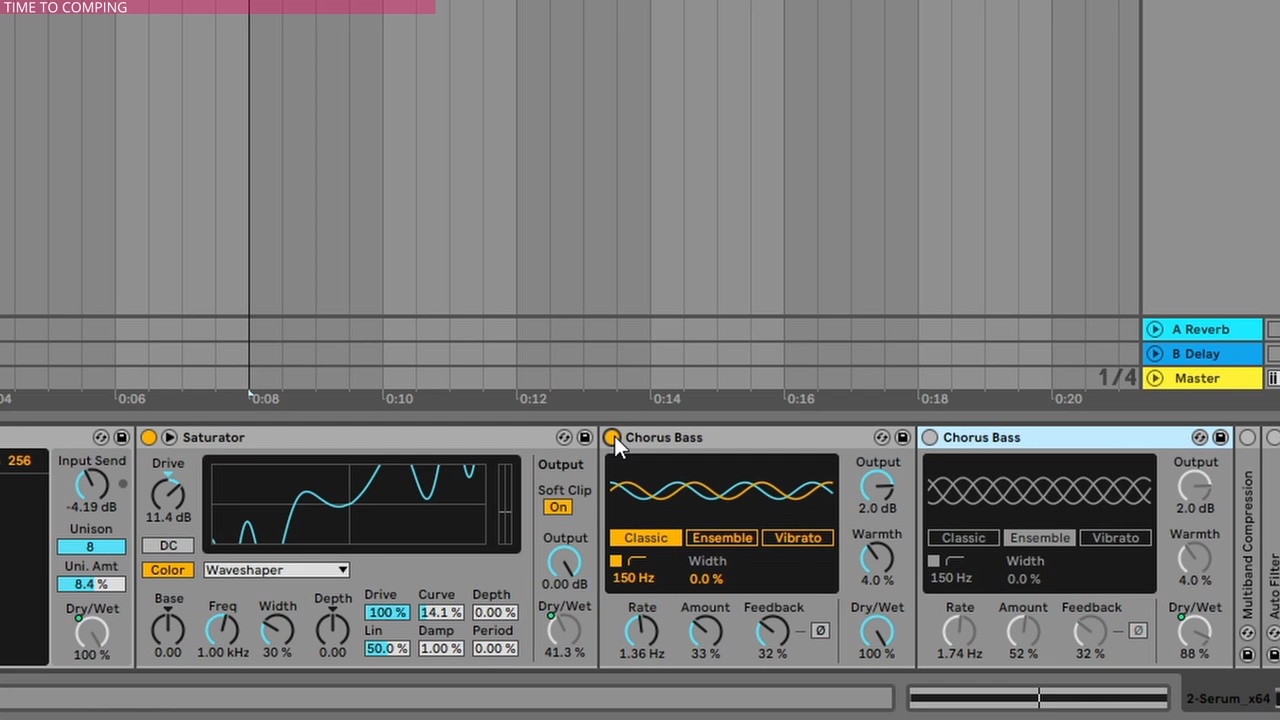 TIME TO COMPING
A Reverb
B Delay
1/4
Master
04 0:06 0:08 0:10 0:12 0:14 0:16 0:18 0:20
256
Input Send
-4.19 dB
Unison
8
Uni. Amt
8.4 %
Dry/Wet
100 %
Saturator
Drive
11.4 dB
DC
Color
Waveshaper
Base
0.00
Freq
1.00 kHz
Width
30 %
Depth
0.00
Drive Curve Depth
100 % 14.1 % 0.00 %
Lin Damp Period
50.0 % 1.00 % 0.00 %
Output
Soft Clip
On
Output
0.00 dB
Dry/Wet
41.3 %
Chorus Bass
Classic Ensemble Vibrato
150 Hz
Width
0.0 %
Rate
1.36 Hz
Amount
33 %
Feedback
32 %
Ø
Output
2.0 dB
Warmth
4.0 %
Dry/Wet
100 %
Chorus Bass
Classic Ensemble Vibrato
150 Hz
Width
0.0 %
Rate
1.74 Hz
Amount
52 %
Feedback
32 %
Ø
Output
2.0 dB
Warmth
4.0 %
Dry/Wet
88 %
Multiband Compression
Auto Filter
2-Serum_x64